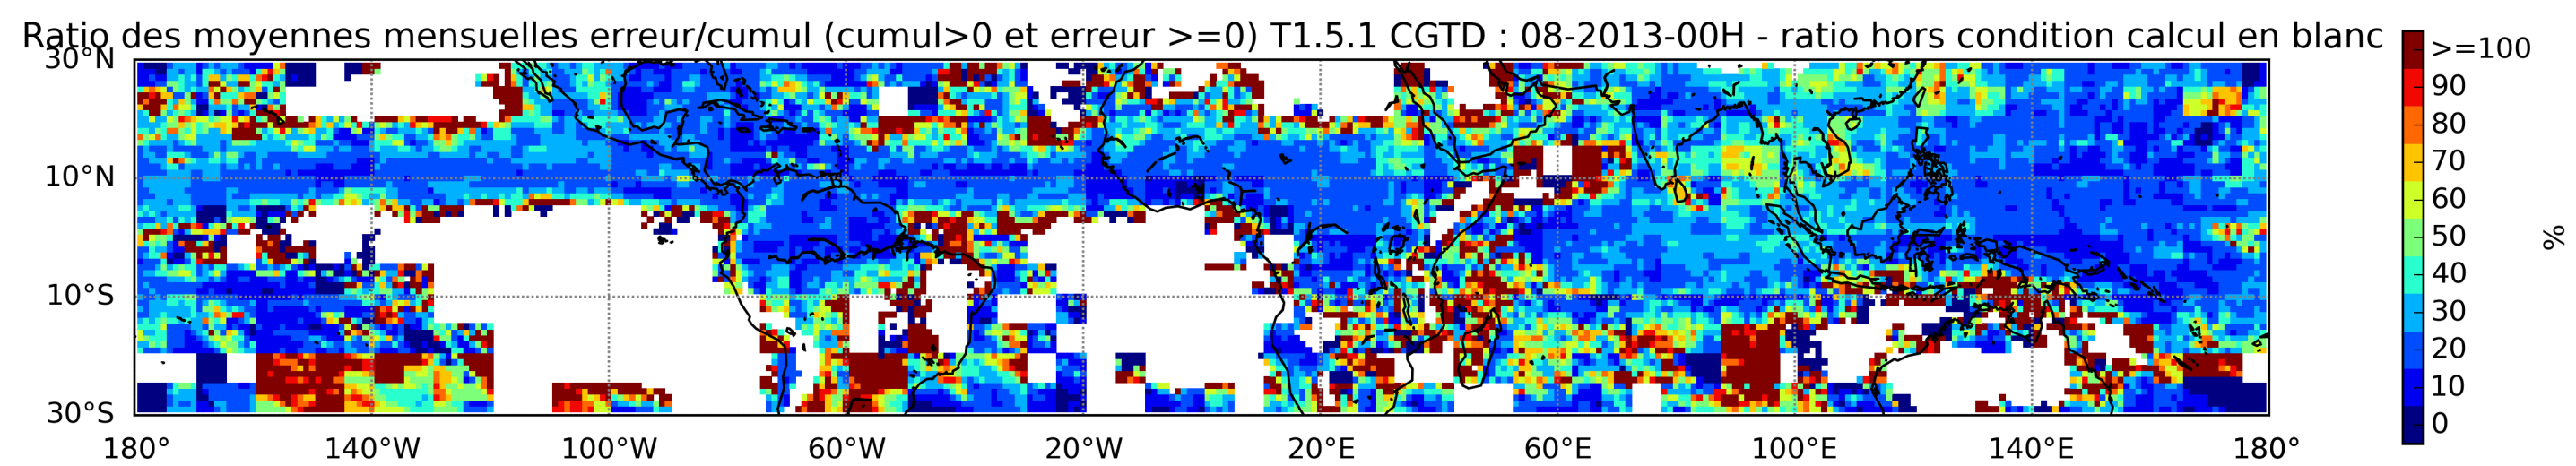 Ratio des moyennes mensuelles erreur/cumul (cumul>0 et erreur >=0) T1.5.1 CGTD : 08-2013-00H - ratio hors condition calcul en blanc
30°N
10°N
10°S
30°S
180° 140°W 100°W 60°W 20°W 20°E 60°E 100°E 140°E 180°
>=100
90
80
70
60
50
40
30
20
10
0
%